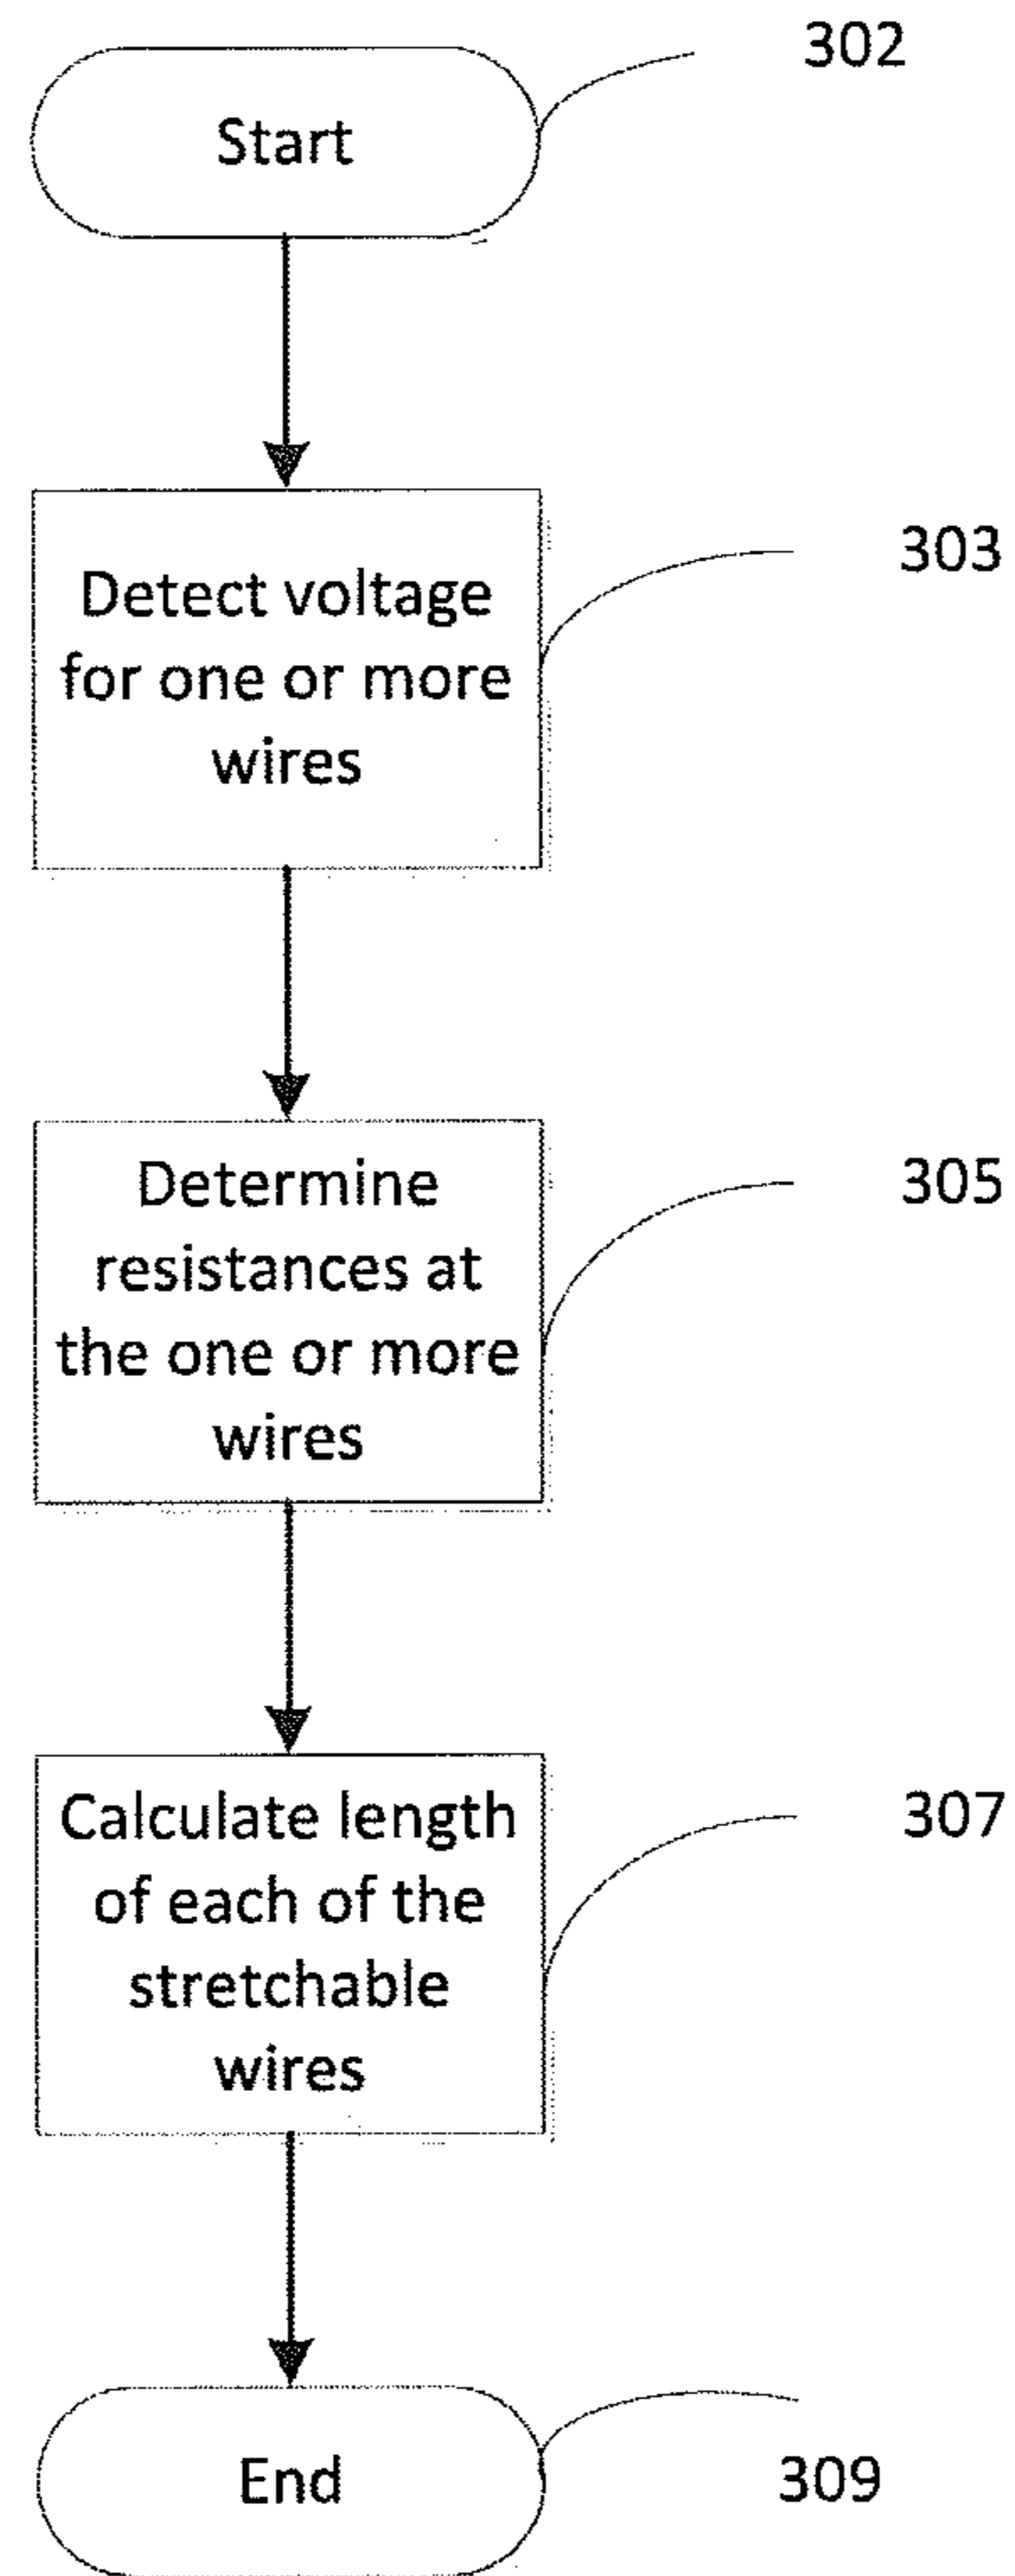 302
Start
303
Detect voltage
for one or more
wires
305
Determine
resistances at
the one or more
wires
307
Calculate length
of each of the
stretchable
wires
End
309